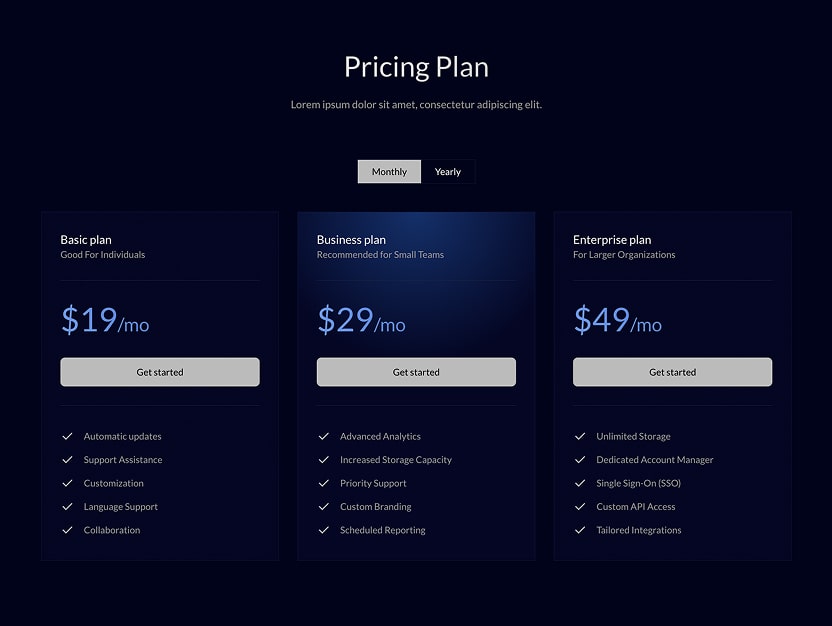 Pricing Plan
Lorem ipsum dolor sit amet, consectetur adipiscing elit.
Monthly
Yearly
Basic plan
Good For Individuals
$19/mo
Get started
Automatic updates
Support Assistance
Customization
Language Support
Collaboration
Business plan
Recommended for Small Teams
$29/mo
Get started
Advanced Analytics
Increased Storage Capacity
Priority Support
Custom Branding
Scheduled Reporting
Enterprise plan
For Larger Organizations
$49/mo
Get started
Unlimited Storage
Dedicated Account Manager
Single Sign-On (SSO)
Custom API Access
Tailored Integrations